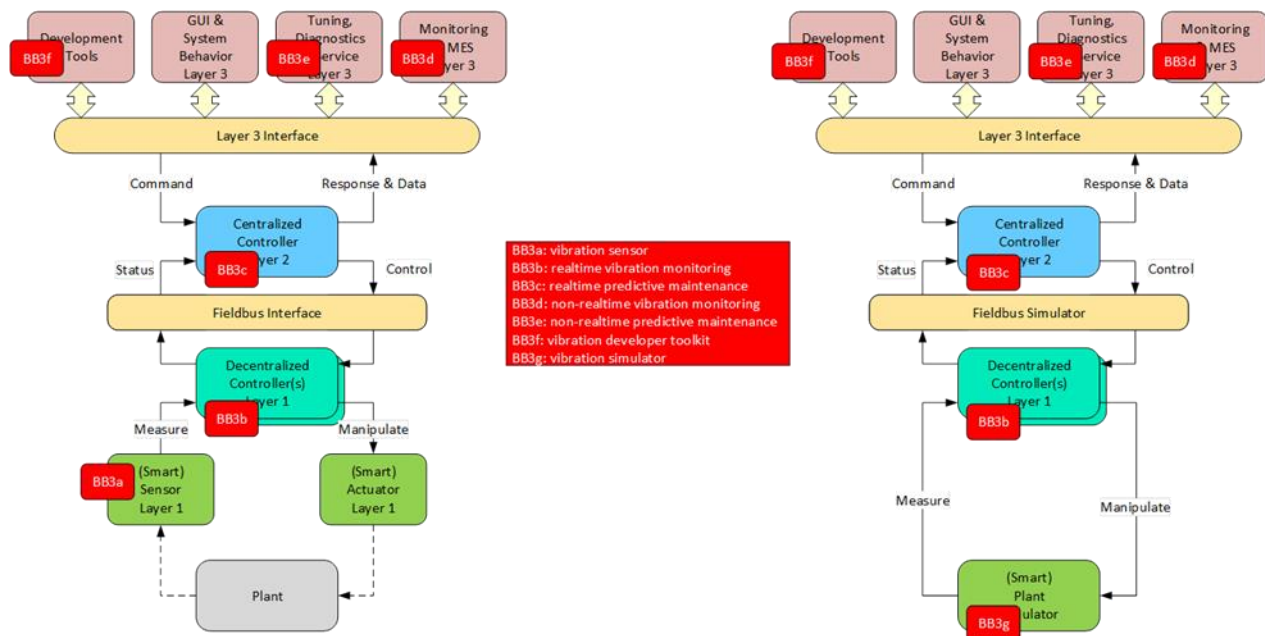 Development
Tools
BB3f
GUI &
System
Behavior
Layer 3
Tuning,
Diagnostics
Service
Layer 3
BB3e
Monitoring
MES
Layer 3
BB3d
Layer 3 Interface
Command
Response & Data
Centralized
Controller
Layer 2
BB3c
Status
Control
Fieldbus Interface
Decentralized
Controller(s)
Layer 1
BB3b
Measure
Manipulate
(Smart)
Sensor
Layer 1
BB3a
(Smart)
Actuator
Layer 1
Plant
BB3a: vibration sensor
BB3b: realtime vibration monitoring
BB3c: realtime predictive maintenance
BB3d: non-realtime vibration monitoring
BB3e: non-realtime predictive maintenance
BB3f: vibration developer toolkit
BB3g: vibration simulator
Development
Tools
BB3f
GUI &
System
Behavior
Layer 3
Tuning,
Diagnostics
Service
Layer 3
BB3e
Monitoring
MES
Layer 3
BB3d
Layer 3 Interface
Command
Response & Data
Centralized
Controller
Layer 2
BB3c
Status
Control
Fieldbus Simulator
Decentralized
Controller(s)
Layer 1
BB3b
Measure
Manipulate
(Smart)
Plant
BB3g